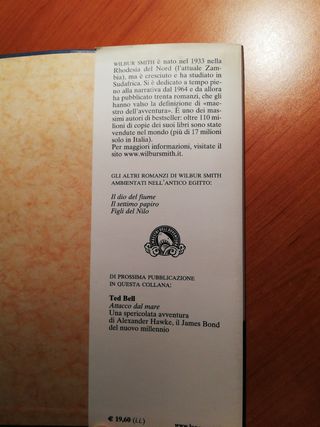 WILBUR SMITH è nato nel 1933 nella
Rhodesia del Nord (l'attuale Zam-
bia), ma è cresciuto e ha studiato in
Sudafrica. Si è dedicato a tempo pie-
no alla narrativa dal 1964 e da allora
ha pubblicato trenta romanzi, che gli
hanno valso la definizione di «mae-
stro dell'avventura». È uno dei mas-
simi autori di bestseller: oltre 110 mi-
lioni di copie dei suoi libri sono state
vendute nel mondo (più di 17 milioni
solo in Italia).
Per maggiori informazioni, visitate il
sito www.wilbursmith.it.
GLI ALTRI ROMANZI DI WILBUR SMITH
AMBIENTATI NELL'ANTICO EGITTO:
Il dio del fiume
Il settimo papiro
Figli del Nilo
DI PROSSIMA PUBBLICAZIONE
IN QUESTA COLLANA:
Ted Bell
Attacco dal mare
Una spericolata avventura
di Alexander Hawke, il James Bond
del nuovo millennio
€ 19,60 (i.i.)